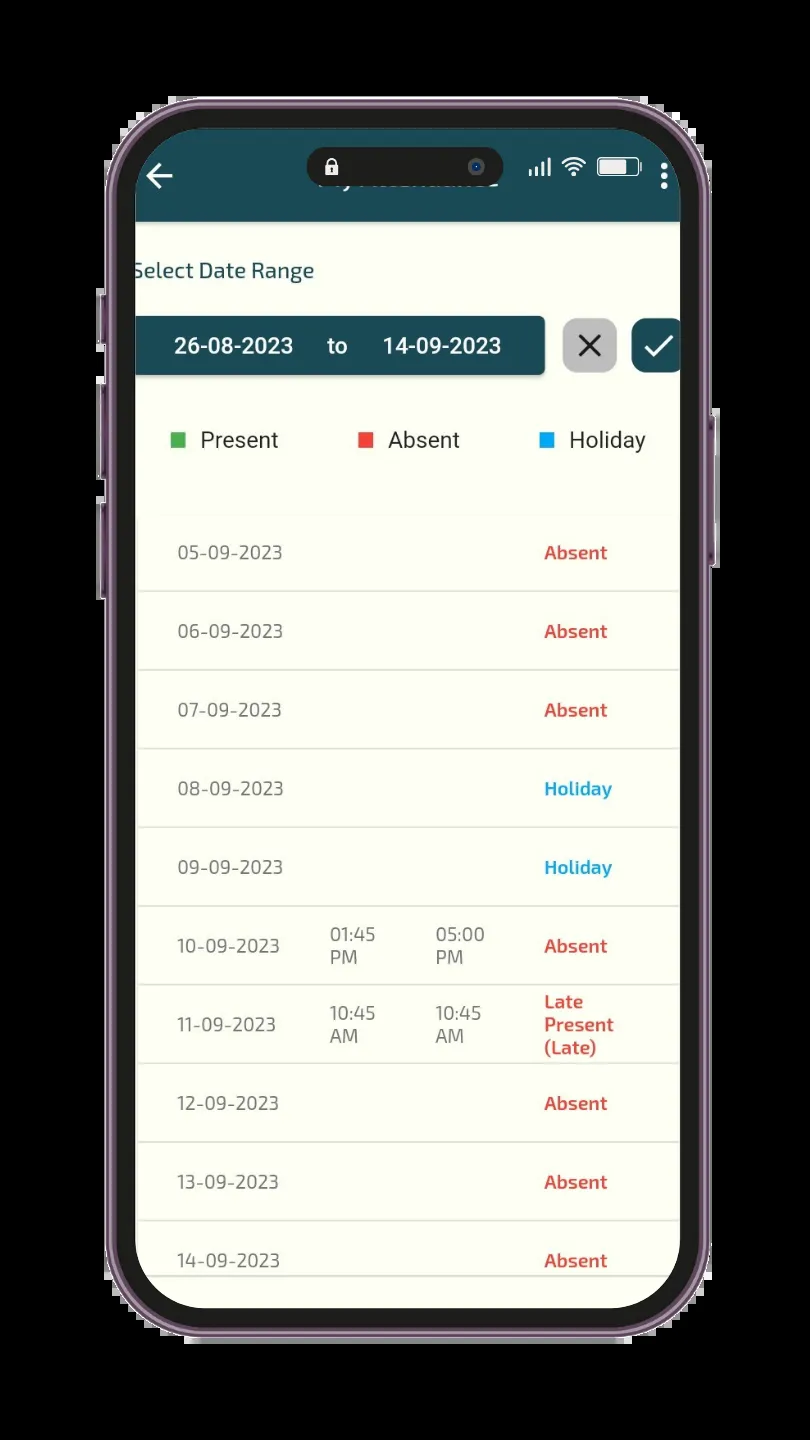 Select Date Range
26-08-2023 to 14-09-2023
Present Absent Holiday
05-09-2023 Absent
06-09-2023 Absent
07-09-2023 Absent
08-09-2023 Holiday
09-09-2023 Holiday
10-09-2023 01:45 PM 05:00 PM Absent
11-09-2023 10:45 AM 10:45 AM Late Present (Late)
12-09-2023 Absent
13-09-2023 Absent
14-09-2023 Absent